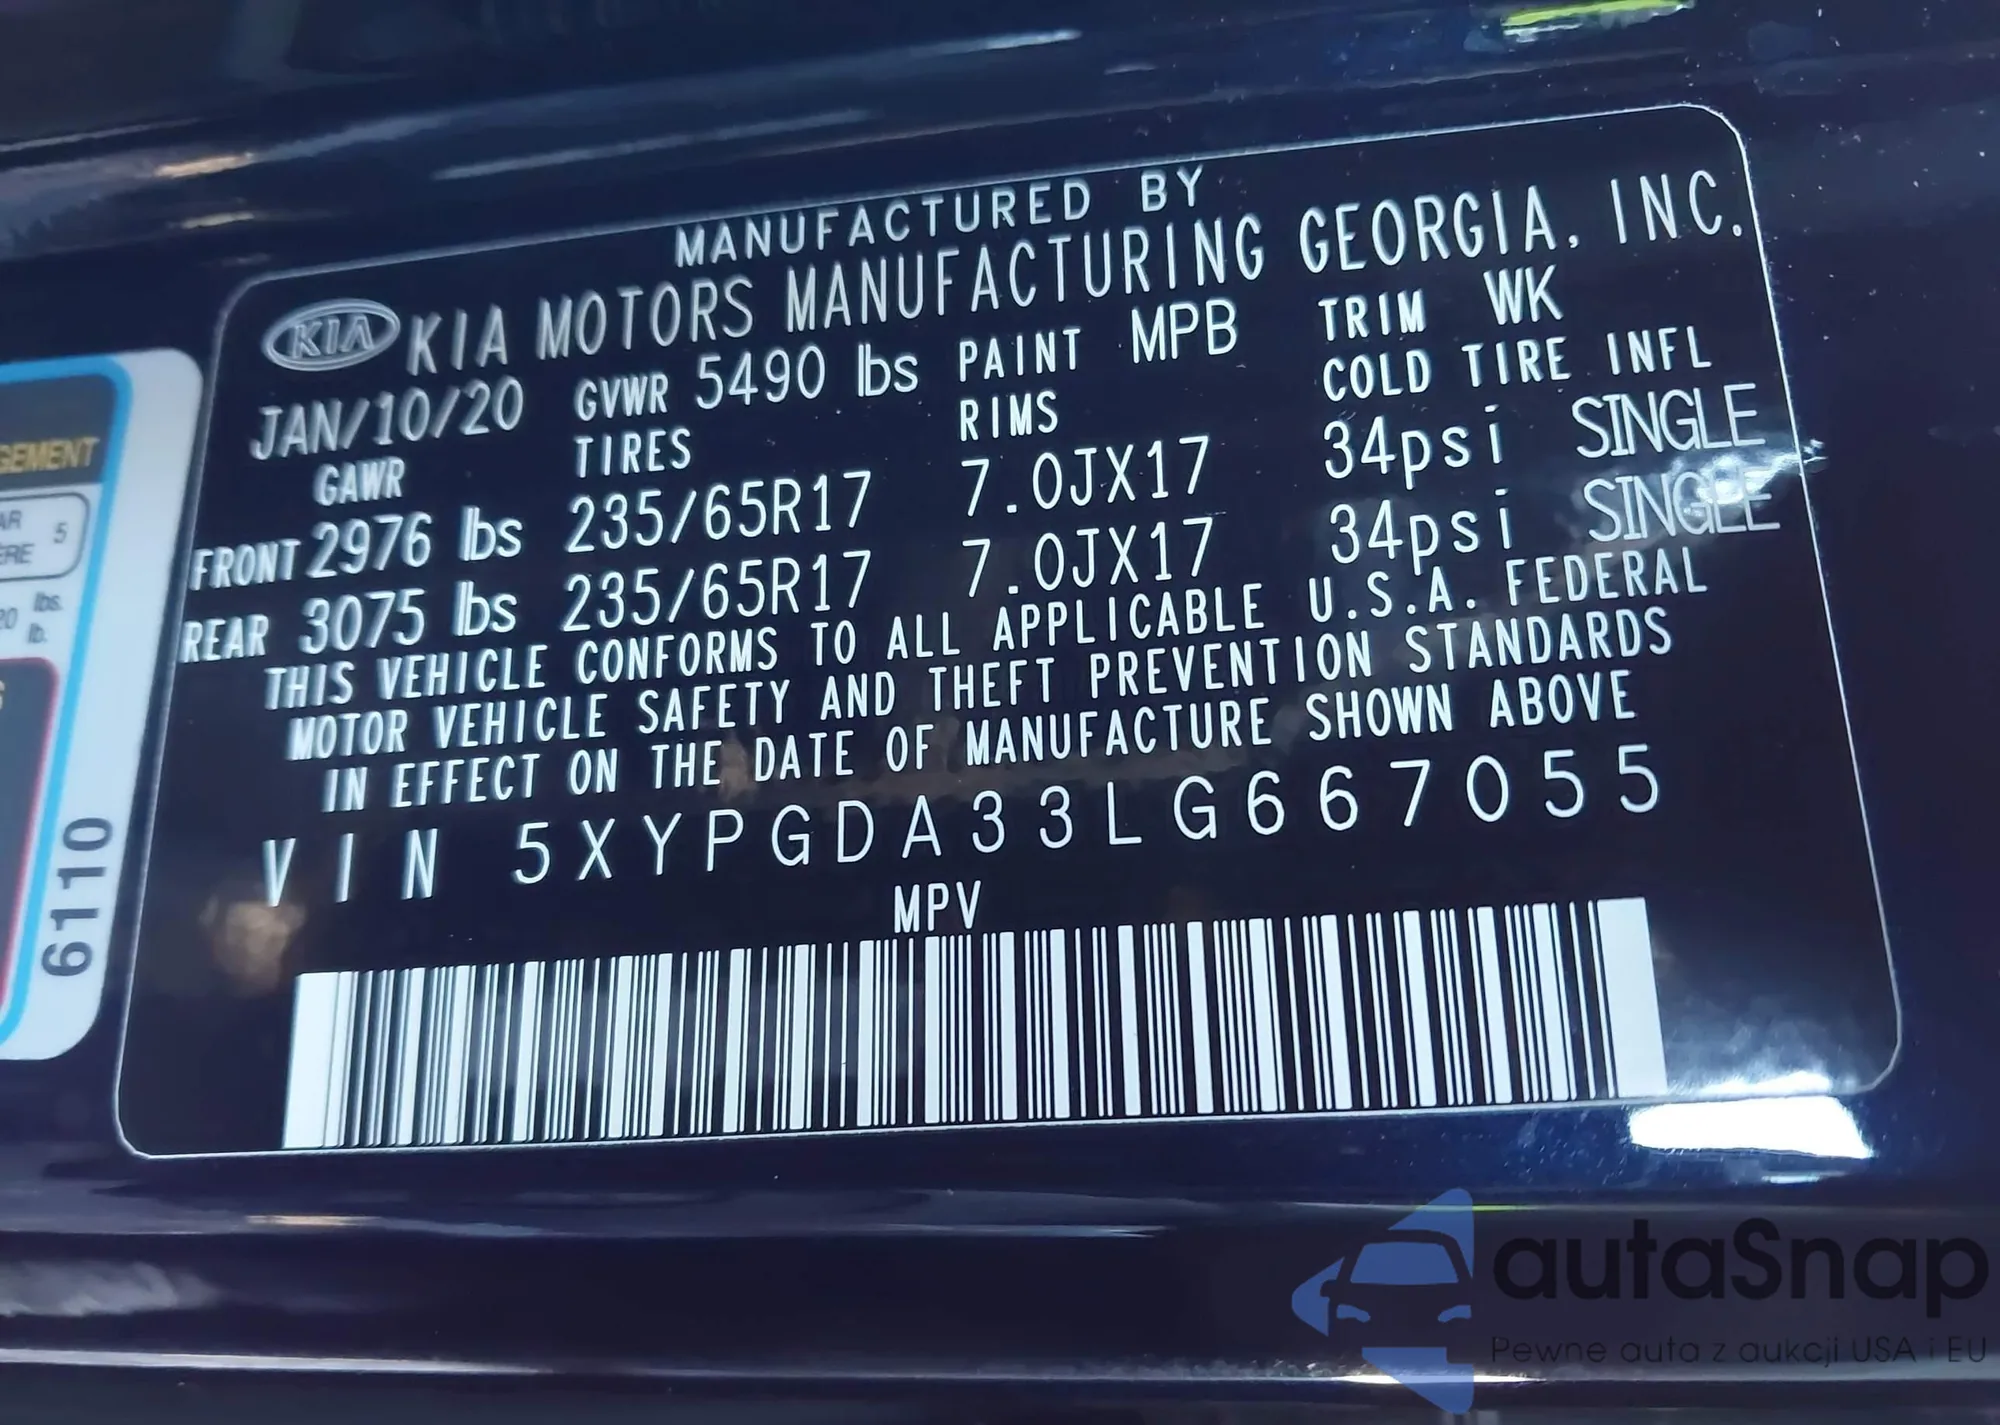 MANUFACTURED BY
KIA KIA MOTORS MANUFACTURING GEORGIA, INC.
JAN/10/20 GVWR 5490 lbs PAINT MPB TRIM WK
GAWR TIRES RIMS COLD TIRE INFL
FRONT 2976 lbs 235/65R17 7.0JX17 34psi SINGLE
REAR 3075 lbs 235/65R17 7.0JX17 34psi SINGLE
THIS VEHICLE CONFORMS TO ALL APPLICABLE U.S.A. FEDERAL
MOTOR VEHICLE SAFETY AND THEFT PREVENTION STANDARDS
IN EFFECT ON THE DATE OF MANUFACTURE SHOWN ABOVE
VIN 5XYPGDA33LG667055
MPV
5
lbs.
lb.
6110
autaSnap
Pewne auta z aukcji USA i EU